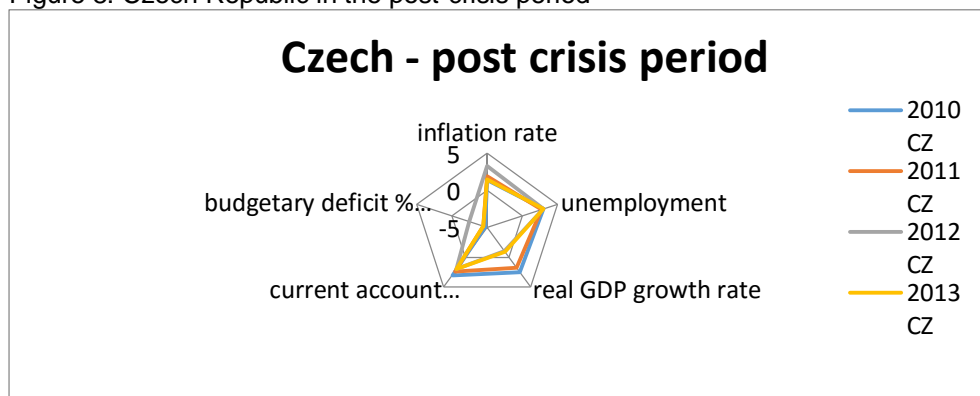 Figure Czech Republic in the post-crisis period
Czech - post crisis period
inflation rate
5
0
-5
budgetary deficit %...
unemployment
current account...
real GDP growth rate
2010
CZ
2011
CZ
2012
CZ
2013
CZ